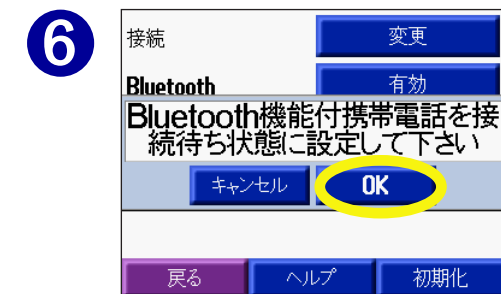 6
接続 変更
Bluetooth 有効
Bluetooth機能付携帯電話を接
続待ち状態に設定して下さい
キャンセル OK
戻る ヘルプ 初期化